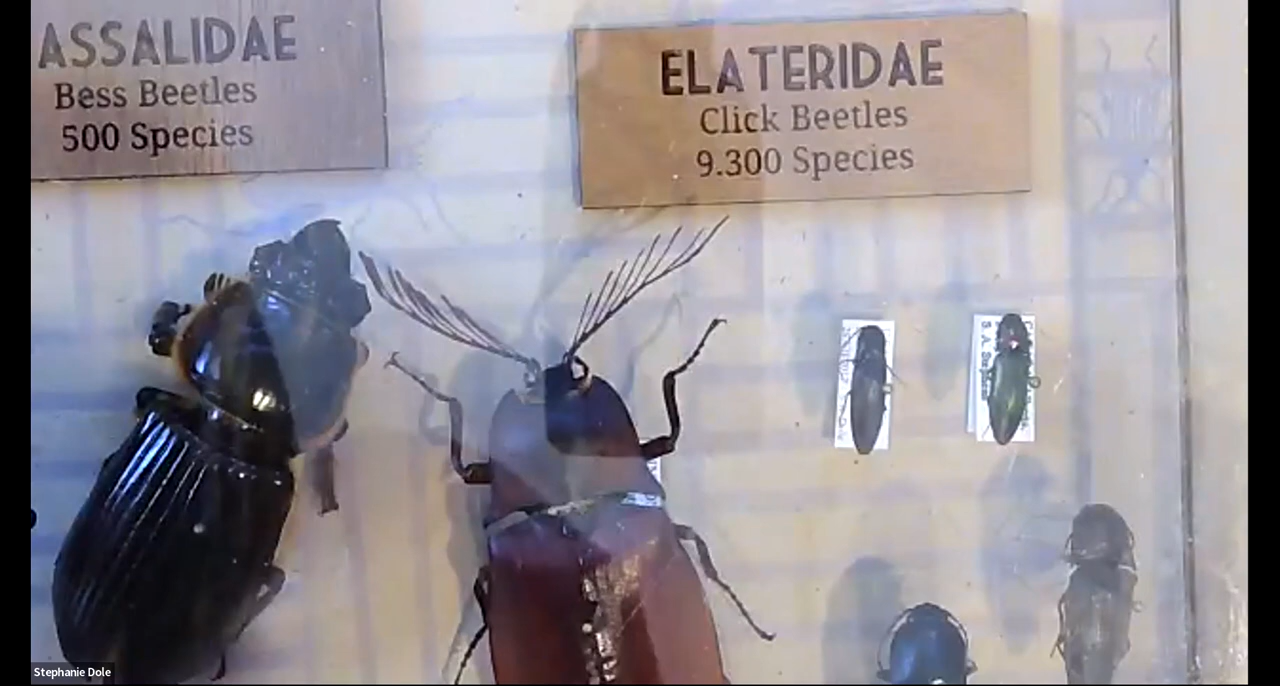 ASSALIDAE
Bess Beetles
500 Species
ELATERIDAE
Click Beetles
9.300 Species
S. A.
Stephanie Dole